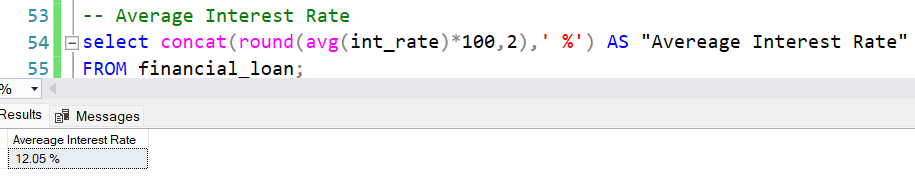 53 -- Average Interest Rate
54 select concat(round(avg(int_rate)*100,2),' %') AS "Avereage Interest Rate"
55 FROM financial_loan;
%
Results Messages
Avereage Interest Rate
12.05 %